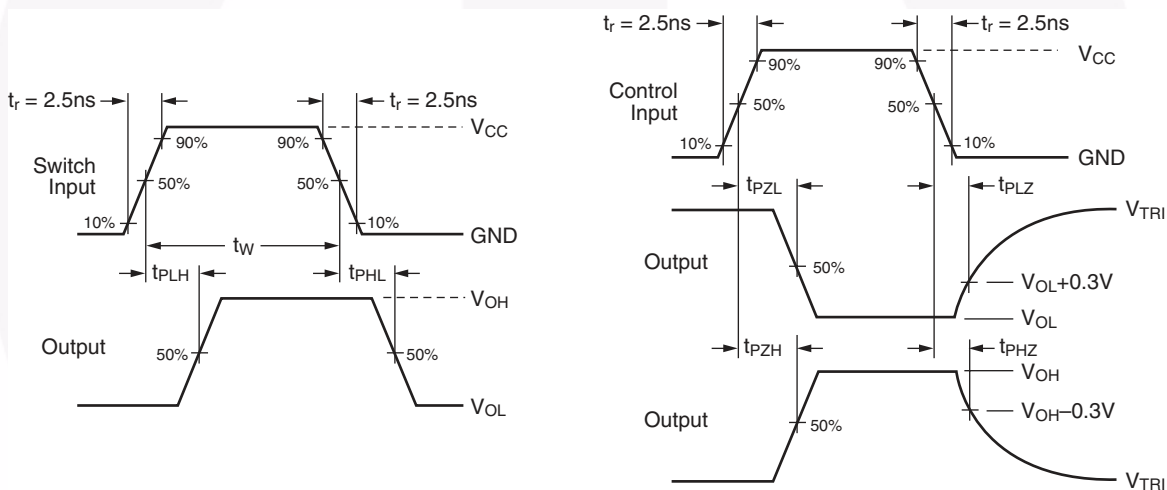 tr = 2.5ns
tr = 2.5ns
VCC
90%
90%
Switch
Input
50%
50%
10%
10%
GND
tW
tPLH
tPHL
VOH
Output
50%
50%
VOL
tr = 2.5ns
tr = 2.5ns
VCC
90%
90%
Control
Input
50%
50%
10%
10%
GND
tPZL
tPLZ
VTRI
Output
50%
VOL+0.3V
VOL
tPZH
tPHZ
VOH
VOH–0.3V
Output
50%
VTRI